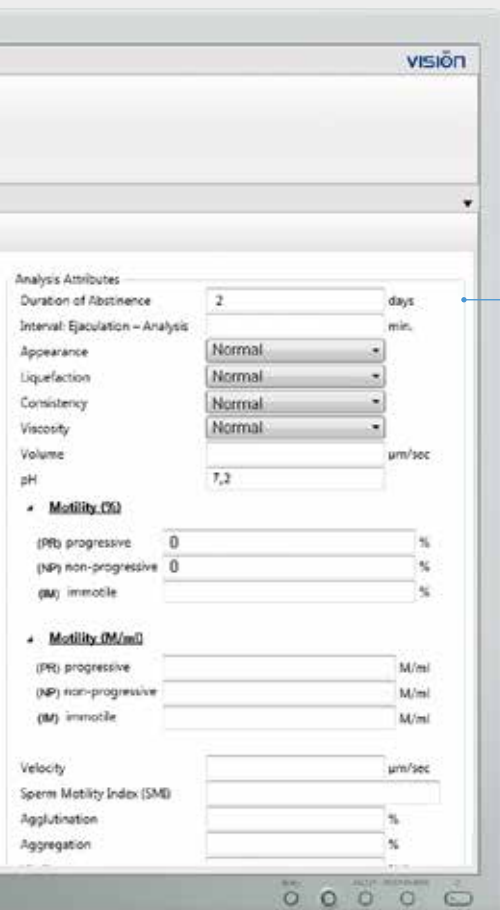 VISION
Analysis Attributes
Duration of Abstinence 2 days
Interval: Ejaculation – Analysis min.
Appearance Normal
Liquefaction Normal
Consistency Normal
Viscosity Normal
Volume µm/sec
pH 7,2
Motility (%)
(PR) progressive 0 %
(NP) non-progressive 0 %
(IM) immotile %
Motility (M/ml)
(PR) progressive M/ml
(NP) non-progressive M/ml
(IM) immotile M/ml
Velocity µm/sec
Sperm Motility Index (SMI)
Agglutination %
Aggregation %